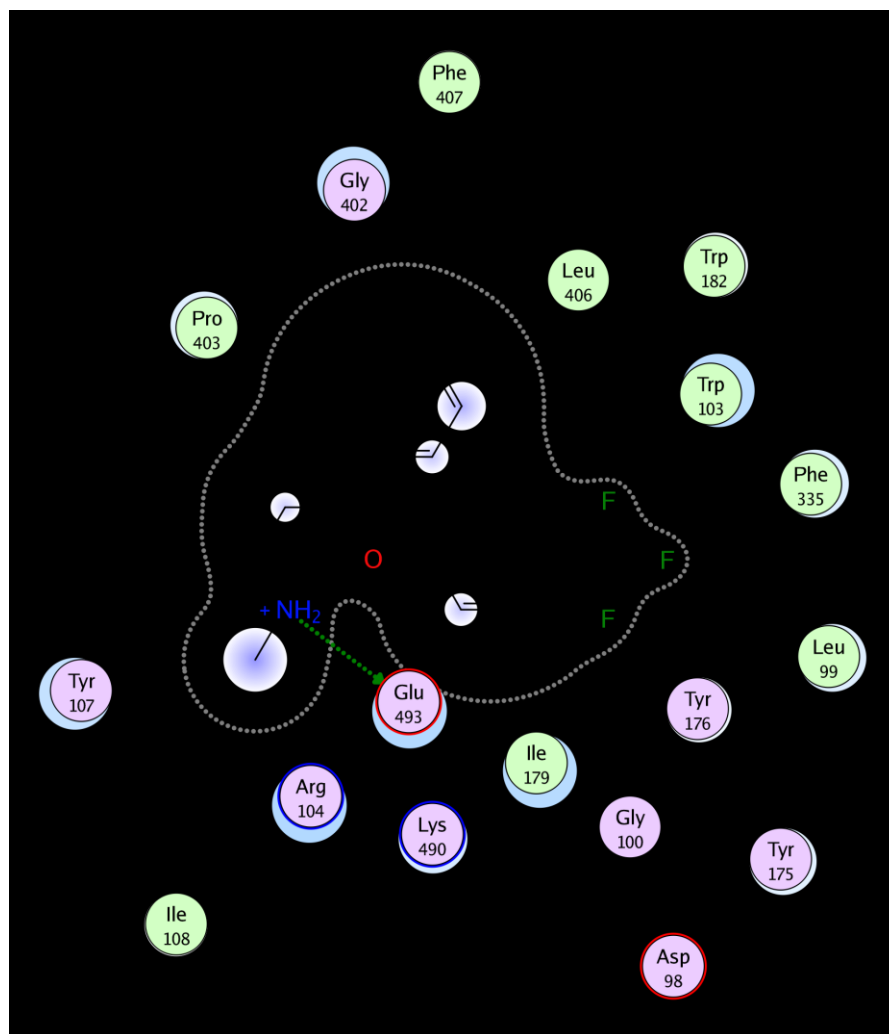 Phe
407
Gly
402
Leu
406
Trp
182
Pro
403
Trp
103
Phe
335
F
O
F
+ NH2
F
Leu
99
Tyr
107
Glu
493
Tyr
176
Ile
179
Arg
104
Lys
490
Gly
100
Tyr
175
Ile
108
Asp
98